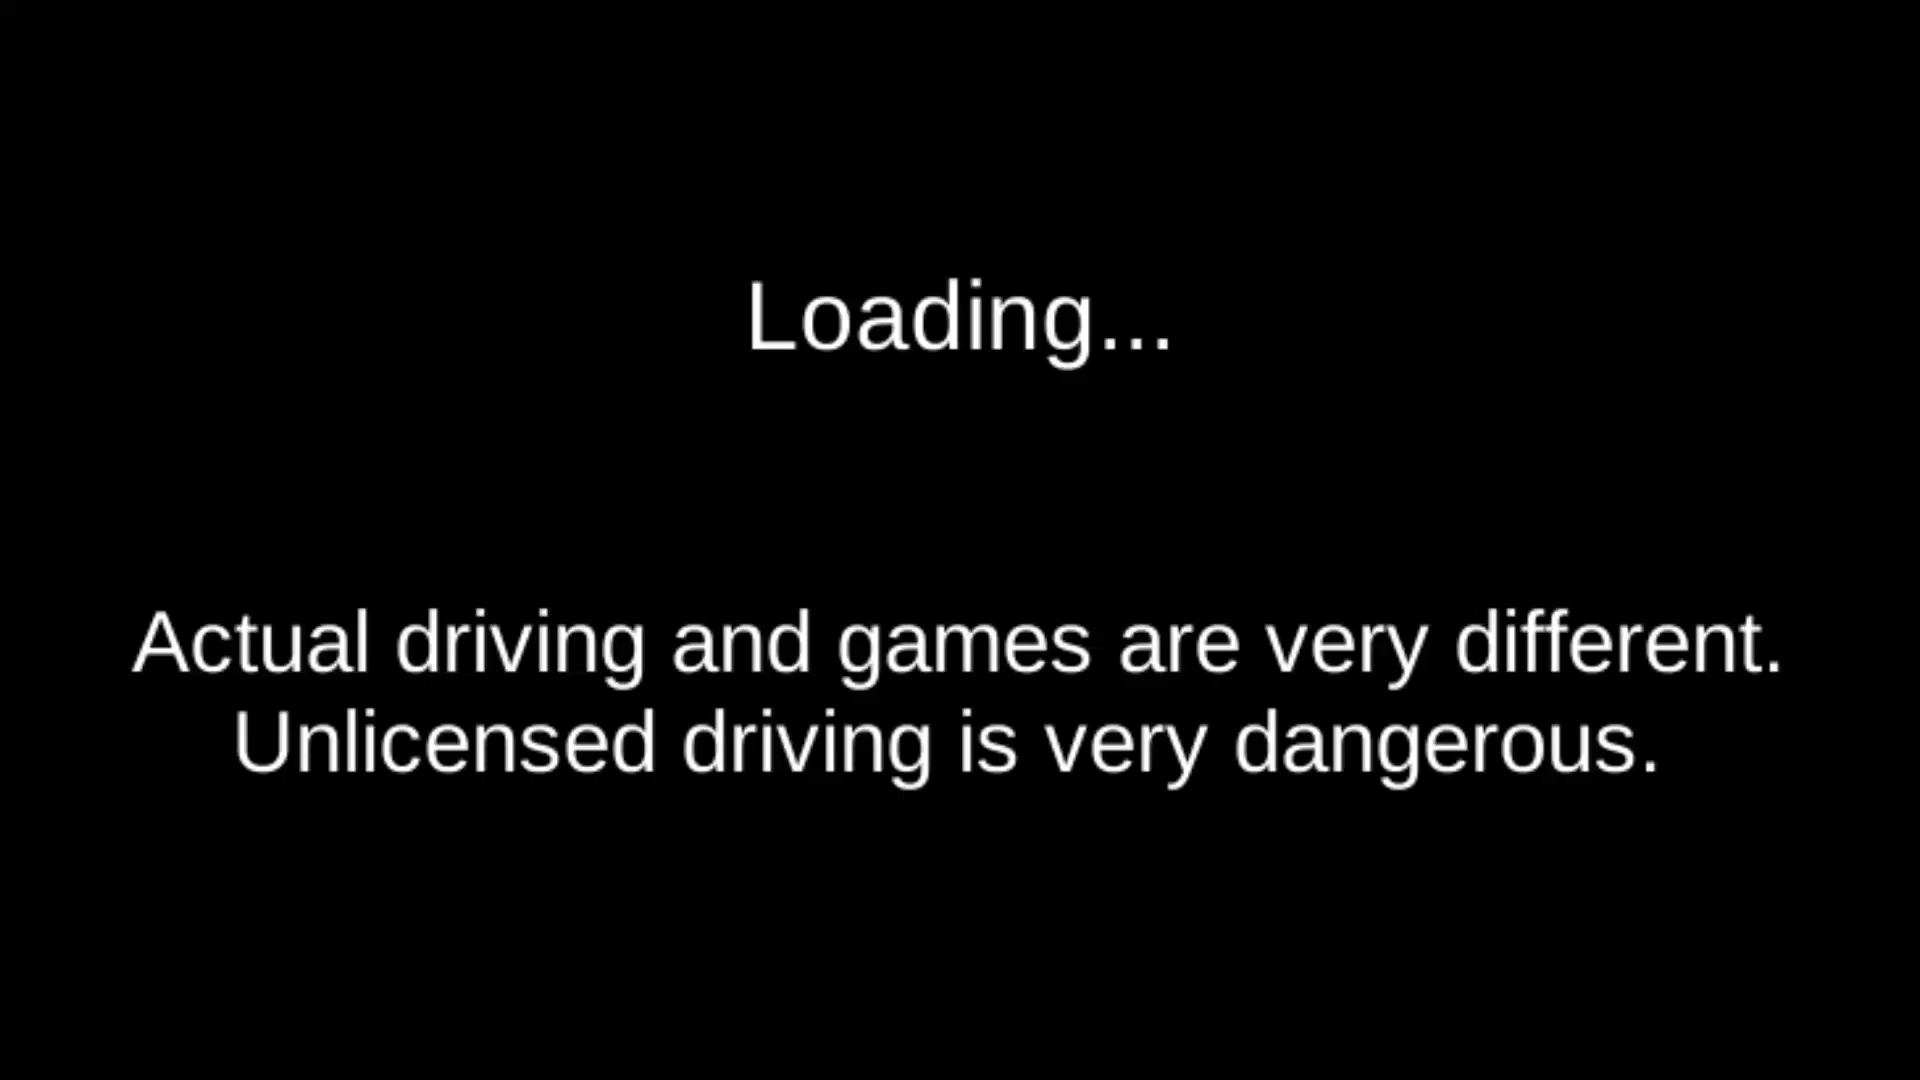 Loading...
Actual driving and games are very different.
Unlicensed driving is very dangerous.